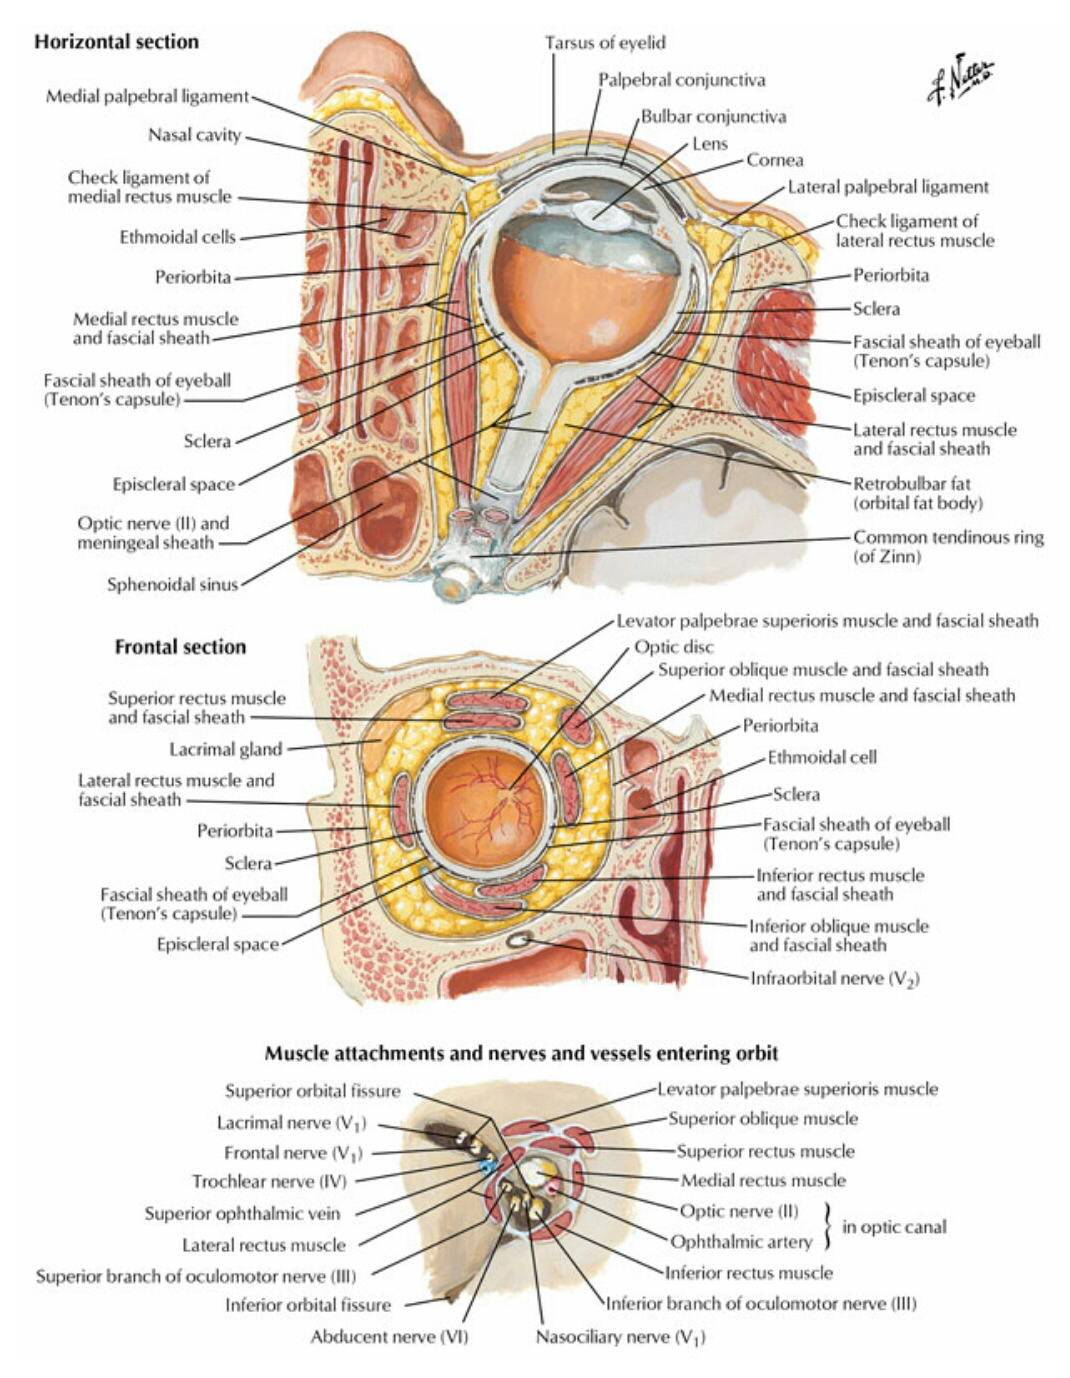 Horizontal section
Tarsus of eyelid
Palpebral conjunctiva
Bulbar conjunctiva
Lens
Cornea
Lateral palpebral ligament
Check ligament of
lateral rectus muscle
Periorbita
Sclera
Fascial sheath of eyeball
(Tenon's capsule)
Episcleral space
Lateral rectus muscle
and fascial sheath
Retrobulbar fat
(orbital fat body)
Common tendinous ring
(of Zinn)
Medial palpebral ligament
Nasal cavity
Check ligament of
medial rectus muscle
Ethmoidal cells
Periorbita
Medial rectus muscle
and fascial sheath
Fascial sheath of eyeball
(Tenon's capsule)
Sclera
Episcleral space
Optic nerve (II) and
meningeal sheath
Sphenoidal sinus
F. Netter M.D.
Frontal section
Levator palpebrae superioris muscle and fascial sheath
Optic disc
Superior oblique muscle and fascial sheath
Medial rectus muscle and fascial sheath
Periorbita
Ethmoidal cell
Sclera
Fascial sheath of eyeball
(Tenon's capsule)
Inferior rectus muscle
and fascial sheath
Inferior oblique muscle
and fascial sheath
Infraorbital nerve (V2)
Superior rectus muscle
and fascial sheath
Lacrimal gland
Lateral rectus muscle and
fascial sheath
Periorbita
Sclera
Fascial sheath of eyeball
(Tenon's capsule)
Episcleral space
Muscle attachments and nerves and vessels entering orbit
Superior orbital fissure
Lacrimal nerve (V1)
Frontal nerve (V1)
Trochlear nerve (IV)
Superior ophthalmic vein
Lateral rectus muscle
Superior branch of oculomotor nerve (III)
Inferior orbital fissure
Abducent nerve (VI)
Levator palpebrae superioris muscle
Superior oblique muscle
Superior rectus muscle
Medial rectus muscle
Optic nerve (II)
Ophthalmic artery
in optic canal
Inferior rectus muscle
Inferior branch of oculomotor nerve (III)
Nasociliary nerve (V1)